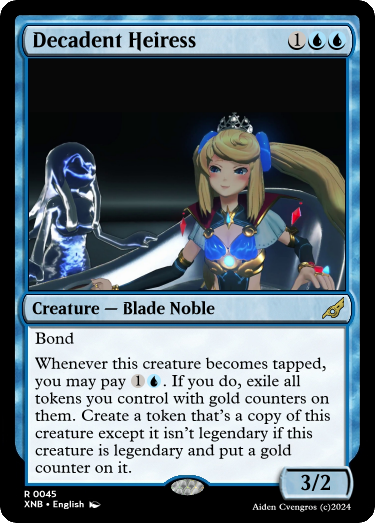 Decadent Heiress 1
Creature — Blade Noble
Bond
Whenever this creature becomes tapped,
you may pay 1. If you do, exile all
tokens you control with gold counters on
them. Create a token that's a copy of this
creature except it isn't legendary if this
creature is legendary and put a gold
counter on it.
3/2
R 0045
XNB • English
Aiden Cvengros (c)2024